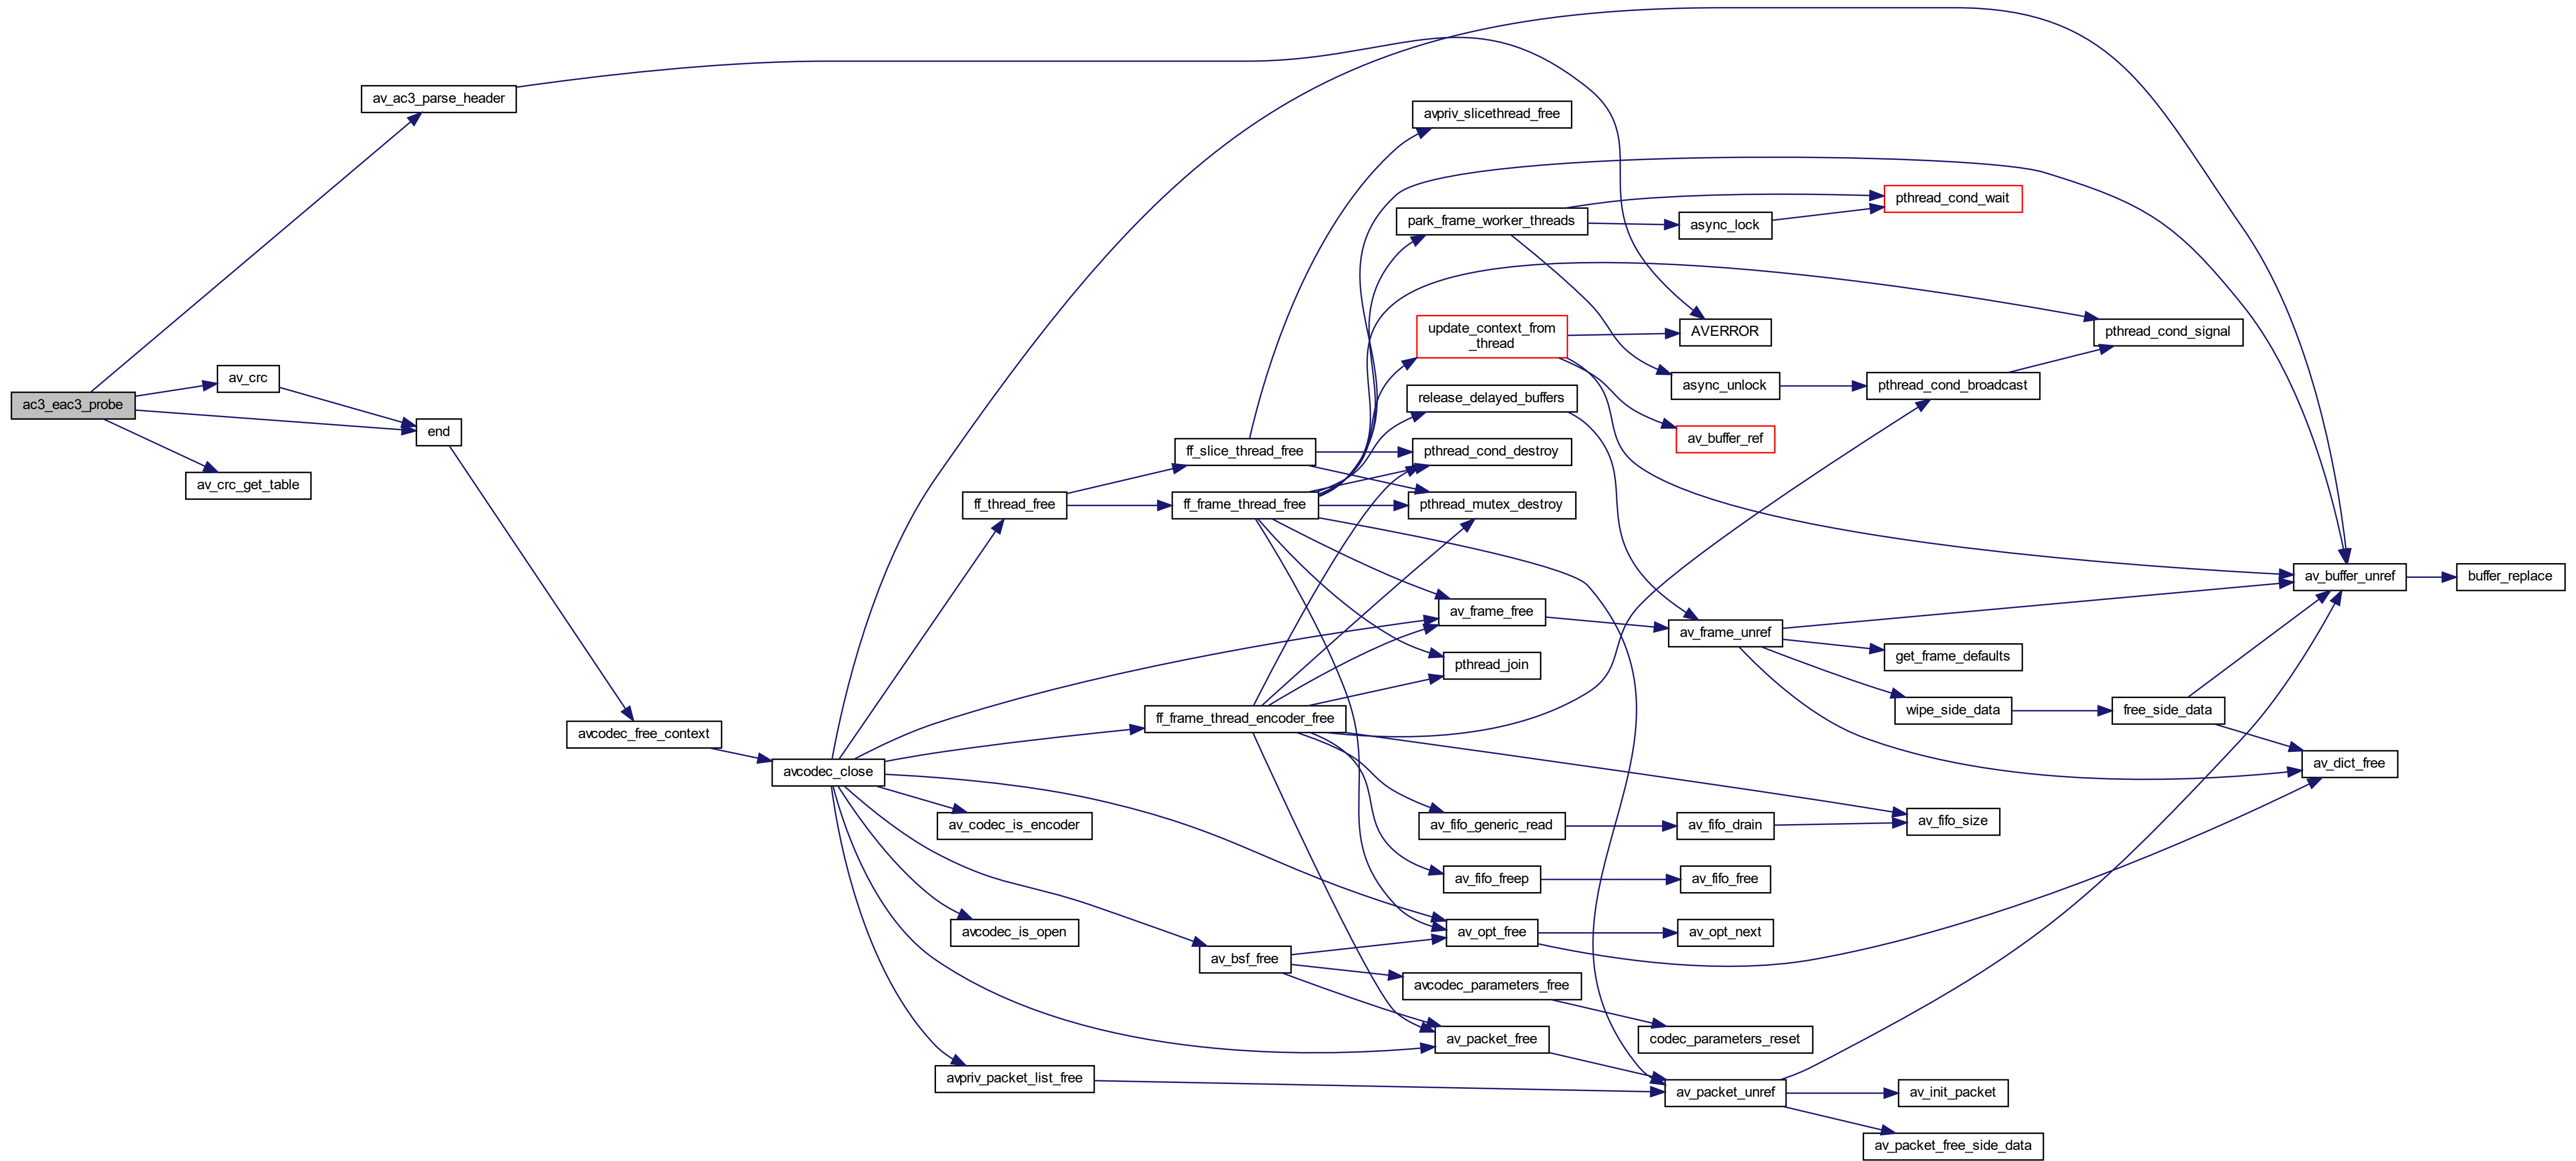 ac3_eac3_probe
av_ac3_parse_header
av_crc
end
av_crc_get_table
avcodec_free_context
avcodec_close
ff_thread_free
av_codec_is_encoder
avcodec_is_open
avpriv_packet_list_free
ff_slice_thread_free
ff_frame_thread_free
ff_frame_thread_encoder_free
av_bsf_free
avpriv_slicethread_free
park_frame_worker_threads
update_context_from
_thread
release_delayed_buffers
pthread_cond_destroy
pthread_mutex_destroy
av_frame_free
pthread_join
av_fifo_generic_read
av_fifo_freep
av_opt_free
avcodec_parameters_free
av_packet_free
async_lock
AVERROR
async_unlock
av_buffer_ref
av_frame_unref
av_fifo_drain
av_fifo_free
av_opt_next
codec_parameters_reset
av_packet_unref
pthread_cond_wait
pthread_cond_broadcast
get_frame_defaults
wipe_side_data
av_fifo_size
av_init_packet
av_packet_free_side_data
pthread_cond_signal
free_side_data
av_buffer_unref
av_dict_free
buffer_replace